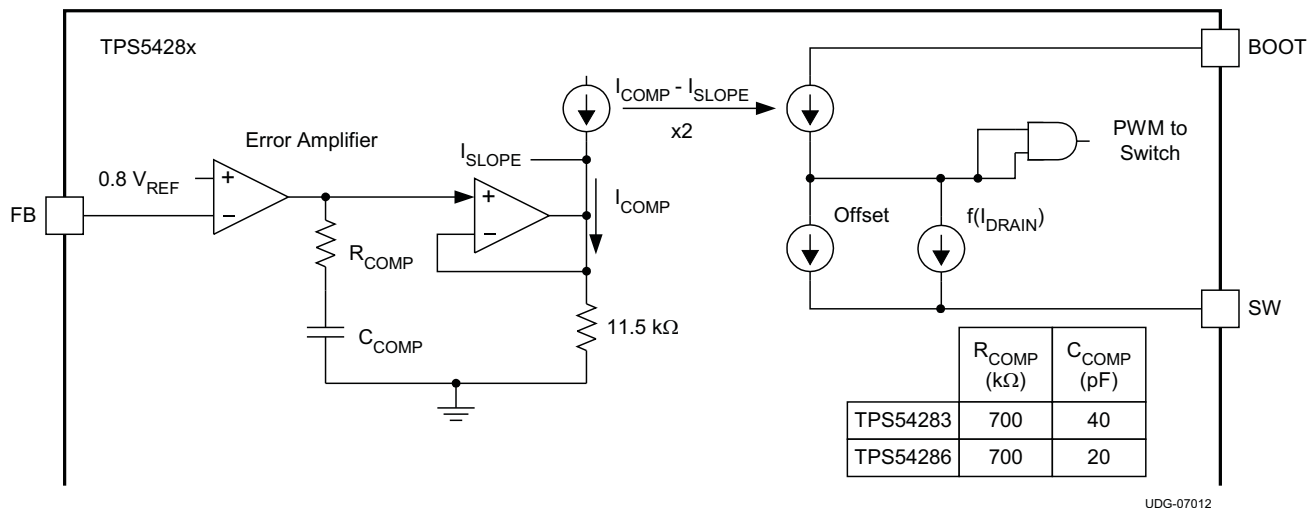 TPS5428x
BOOT
I_COMP - I_SLOPE
x2
Error Amplifier
PWM to
Switch
I_SLOPE
0.8 V_REF
+
+
FB
−
−
I_COMP
Offset
f(I_DRAIN)
R_COMP
SW
11.5 kΩ
C_COMP
R_COMP (kΩ) C_COMP (pF)
TPS54283 700 40
TPS54286 700 20
UDG-07012